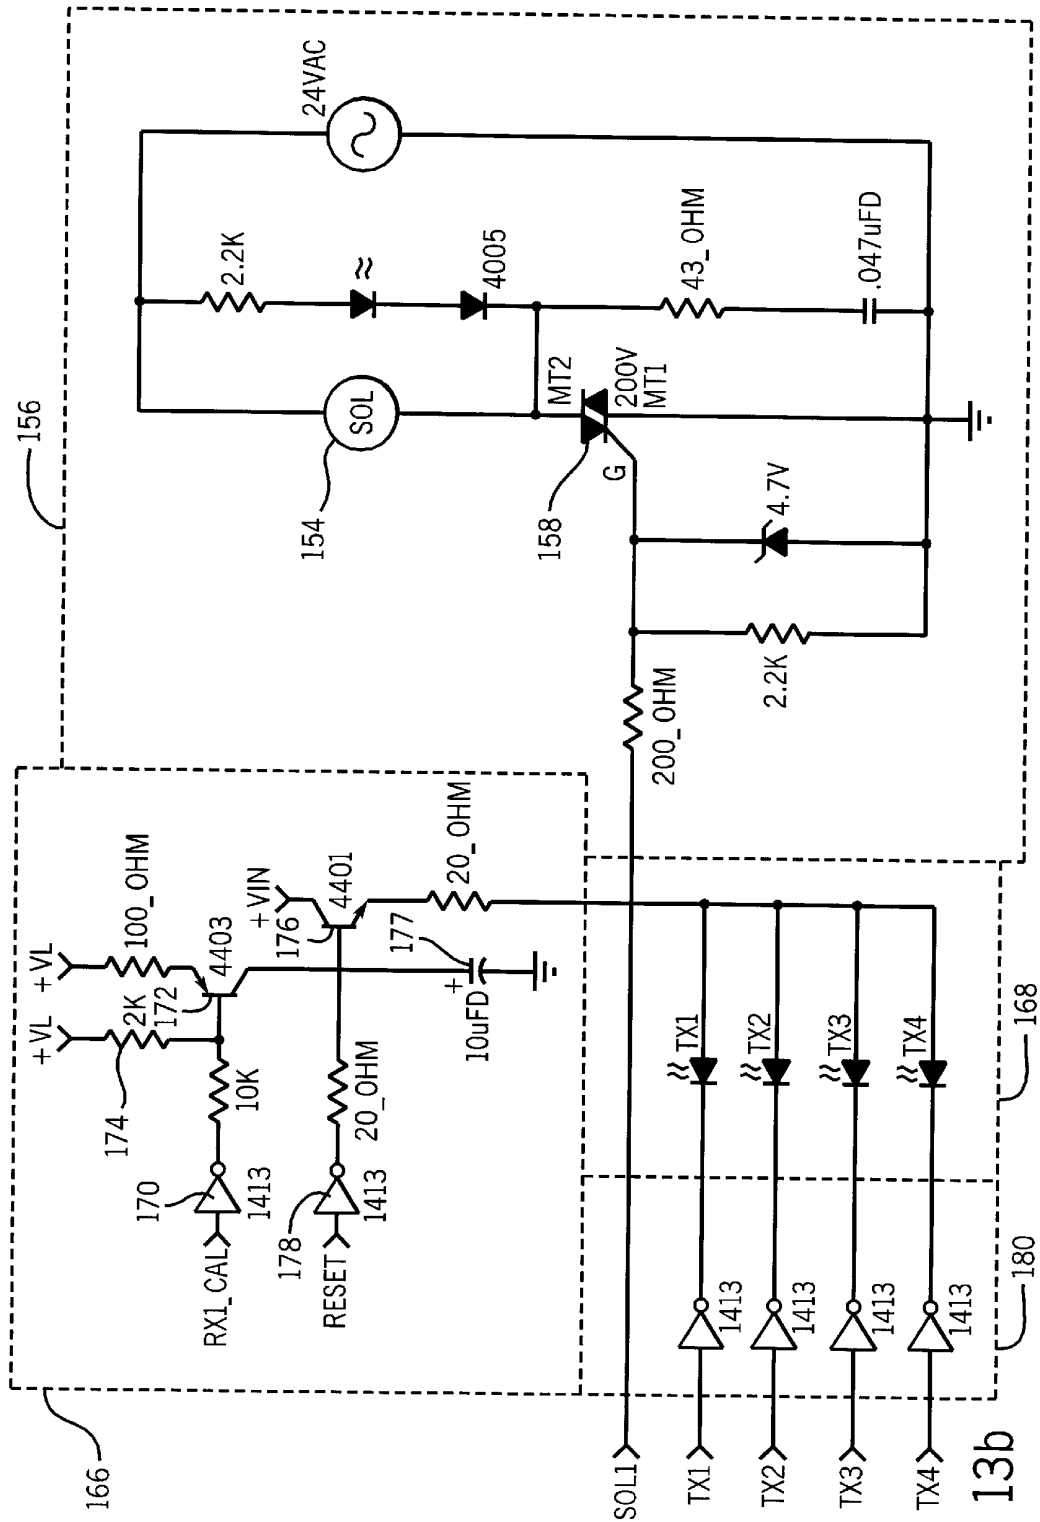 166
+VL
+VL
174
2K
172
100_OHM
4403
170
10K
1413
RX1_CAL
+VIN
176
4401
178
RESET
1413
20_OHM
177
20_OHM
+
10uFD
156
24VAC
2.2K
4005
SOL
154
MT2
200V
MT1
158
G
43_OHM
.047uFD
4.7V
2.2K
200_OHM
SOL1
TX1
1413
TX1
TX2
1413
TX2
TX3
1413
TX3
TX4
1413
TX4
168
180
13b